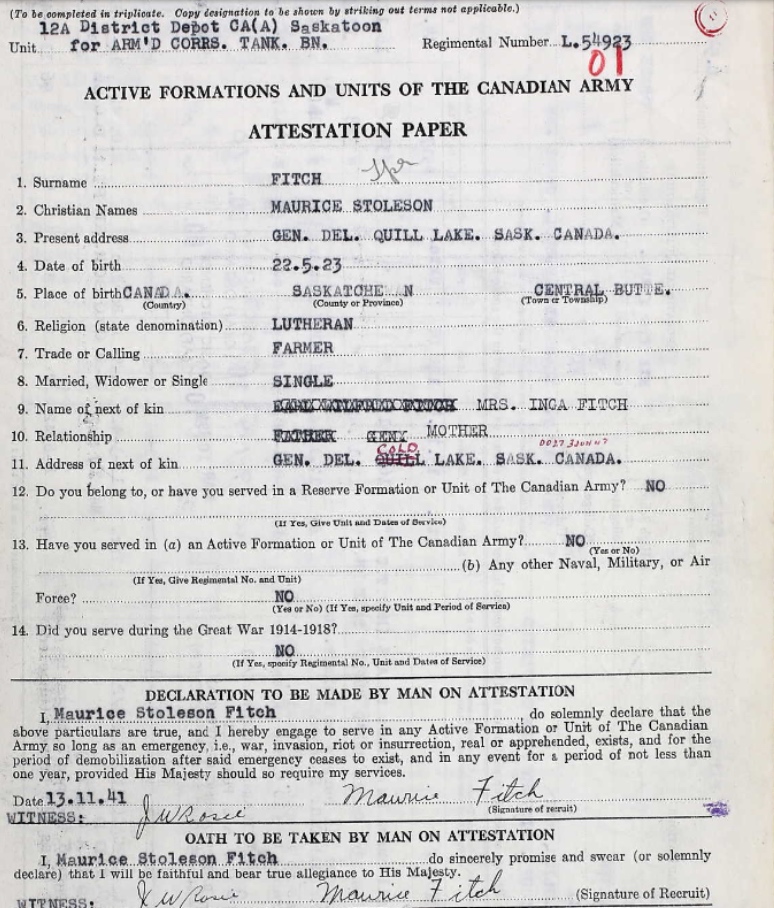 (To be completed in triplicate. Copy designation to be shown by striking out terms not applicable.)
12A District Depot CA(A) Saskatoon
Unit for ARM'D CORRS. TANK. BN. Regimental Number L.54923
01
ACTIVE FORMATIONS AND UNITS OF THE CANADIAN ARMY
ATTESTATION PAPER
1. Surname FITCH
2. Christian Names MAURICE STOLESON
3. Present address GEN. DEL. QUILL LAKE. SASK. CANADA.
4. Date of birth 22.5.23
5. Place of birth CANADA. SASKATCHE N CENTRAL BUTTE.
(Country) (County or Province) (Town or Township)
6. Religion (state denomination) LUTHERAN
7. Trade or Calling FARMER
8. Married, Widower or Single SINGLE
9. Name of next of kin MRS. INCA FITCH
10. Relationship FATHER MOTHER
COLD
11. Address of next of kin GEN. DEL. QUILL LAKE. SASK. CANADA.
12. Do you belong to, or have you served in a Reserve Formation or Unit of The Canadian Army? NO
(If Yes, Give Unit and Dates of Service)
13. Have you served in (a) an Active Formation or Unit of The Canadian Army? NO
(Yes or No)
(b) Any other Naval, Military, or Air
(If Yes, Give Regimental No. and Unit)
Force? NO
(Yes or No) (If Yes, specify Unit and Period of Service)
14. Did you serve during the Great War 1914-1918?
NO
(If Yes, specify Regimental No., Unit and Dates of Service)
DECLARATION TO BE MADE BY MAN ON ATTESTATION
I, Maurice Stoleson Fitch, do solemnly declare that the
above particulars are true, and I hereby engage to serve in any Active Formation or Unit of The Canadian
Army so long as an emergency, i.e., war, invasion, riot or insurrection, real or apprehended, exists, and for the
period of demobilization after said emergency ceases to exist, and in any event for a period of not less than
one year, provided His Majesty should so require my services.
Date 13.11.41 Maurice Fitch
(Signature of recruit)
WITNESS: J W Rosie
OATH TO BE TAKEN BY MAN ON ATTESTATION
I, Maurice Stoleson Fitch do sincerely promise and swear (or solemnly
declare) that I will be faithful and bear true allegiance to His Majesty.
WITNESS J W Rosie Maurice Fitch (Signature of Recruit)